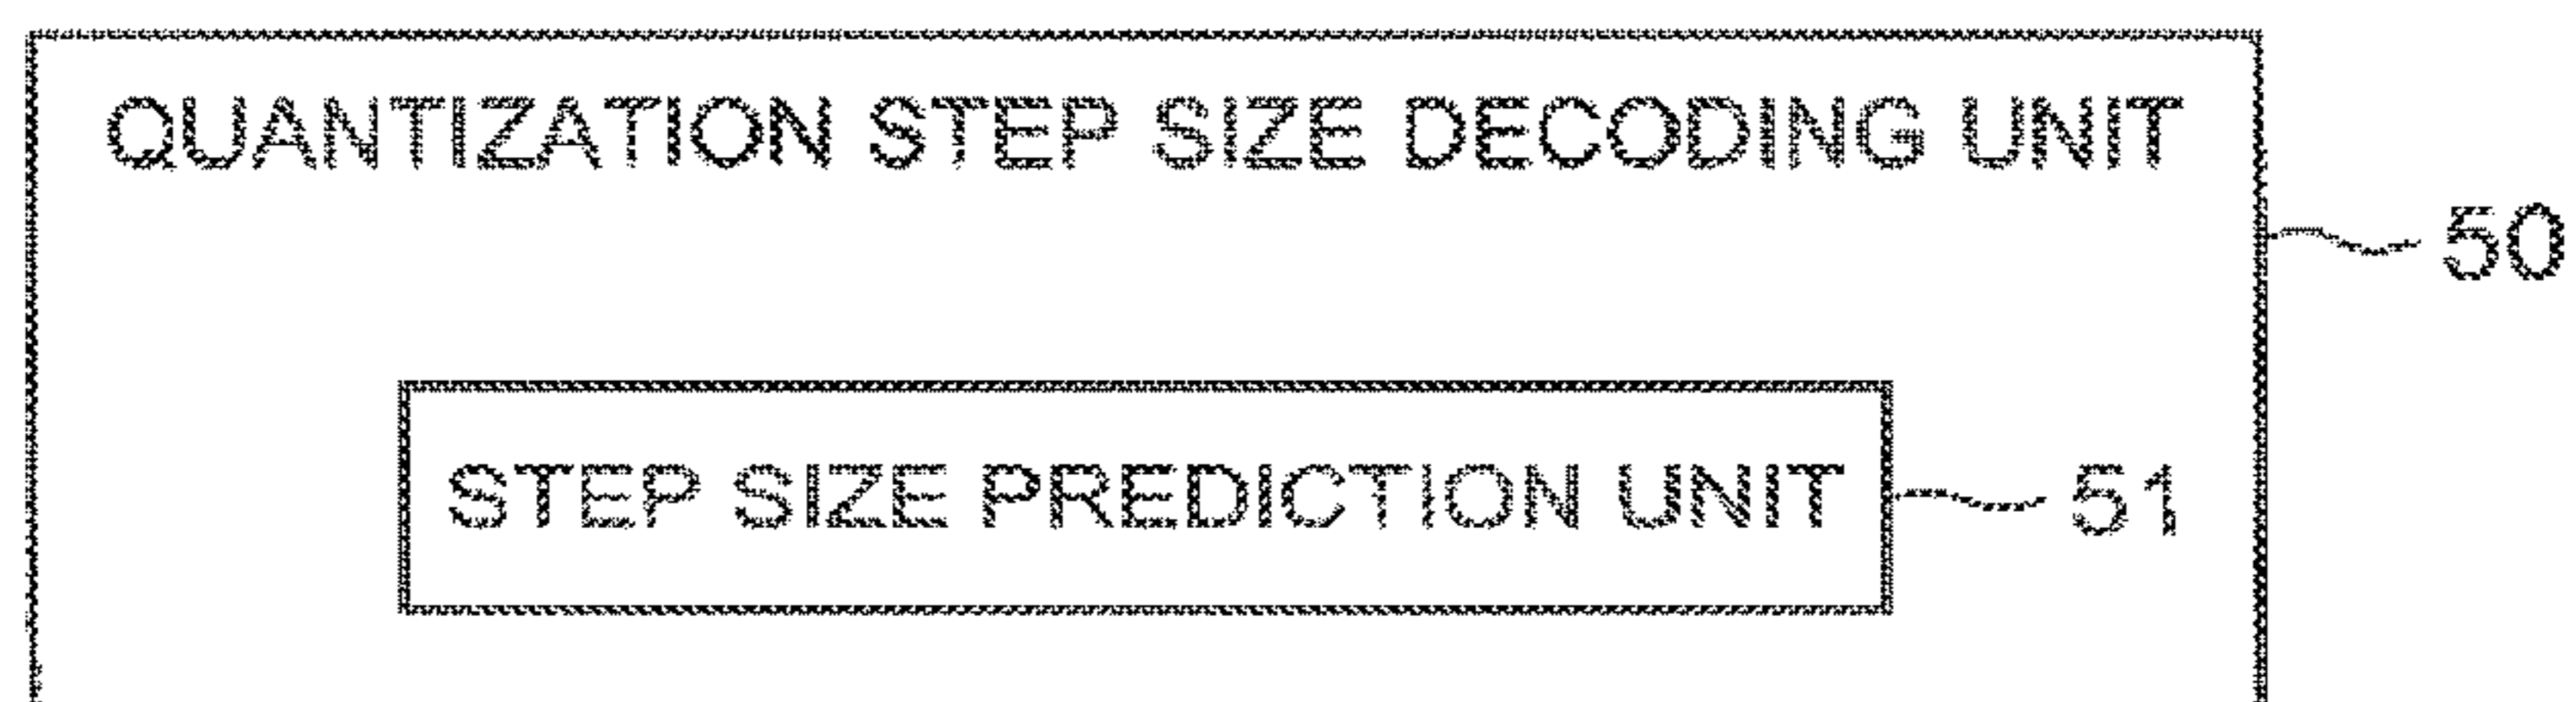 QUANTIZATION STEP SIZE DECODING UNIT
50
STEP SIZE PREDICTION UNIT
51